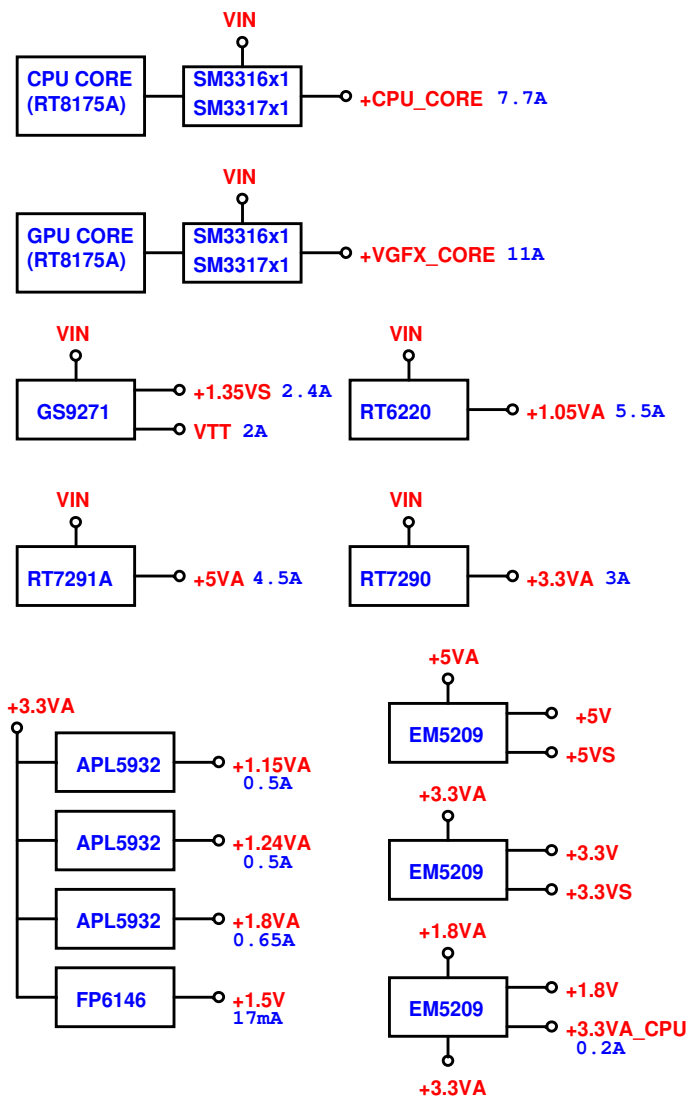 VIN
CPU CORE
(RT8175A)
SM3316x1
SM3317x1
+CPU_CORE 7.7A
VIN
GPU CORE
(RT8175A)
SM3316x1
SM3317x1
+VGFX_CORE 11A
VIN
GS9271
+1.35VS 2.4A
VTT 2A
VIN
RT6220
+1.05VA 5.5A
VIN
RT7291A
+5VA 4.5A
VIN
RT7290
+3.3VA 3A
+3.3VA
APL5932
+1.15VA
0.5A
APL5932
+1.24VA
0.5A
APL5932
+1.8VA
0.65A
FP6146
+1.5V
17mA
+5VA
EM5209
+5V
+5VS
+3.3VA
EM5209
+3.3V
+3.3VS
+1.8VA
EM5209
+1.8V
+3.3VA_CPU
0.2A
+3.3VA